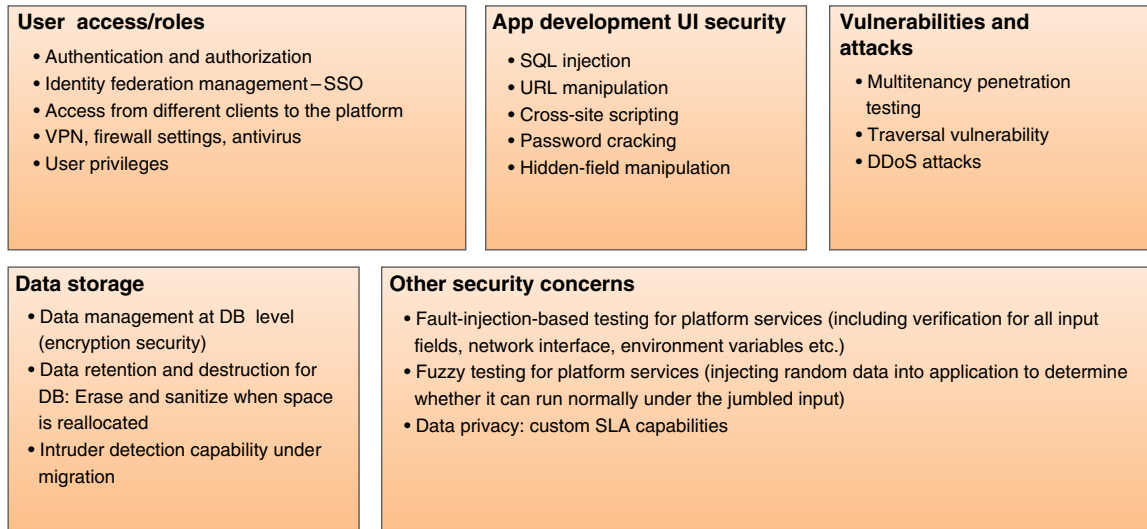 User access/roles
• Authentication and authorization
• Identity federation management–SSO
• Access from different clients to the platform
• VPN, firewall settings, antivirus
• User privileges
App development UI security
• SQL injection
• URL manipulation
• Cross-site scripting
• Password cracking
• Hidden-field manipulation
Vulnerabilities and
attacks
• Multitenancy penetration
testing
• Traversal vulnerability
• DDoS attacks
Data storage
• Data management at DB level
(encryption security)
• Data retention and destruction for
DB: Erase and sanitize when space
is reallocated
• Intruder detection capability under
migration
Other security concerns
• Fault-injection-based testing for platform services (including verification for all input
fields, network interface, environment variables etc.)
• Fuzzy testing for platform services (injecting random data into application to determine
whether it can run normally under the jumbled input)
• Data privacy: custom SLA capabilities